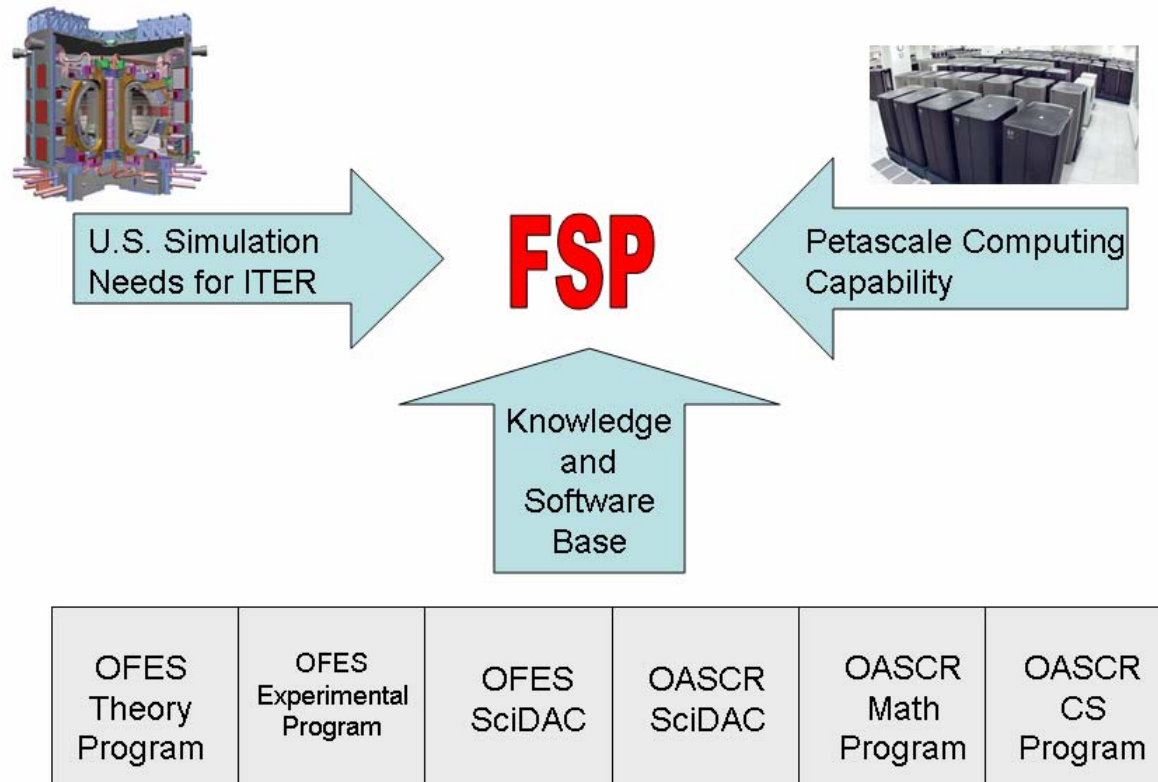 U.S. Simulation
Needs for ITER
FSP
Petascale Computing
Capability
Knowledge
and
Software
Base
OFES
Theory
Program
OFES
Experimental
Program
OFES
SciDAC
OASCR
SciDAC
OASCR
Math
Program
OASCR
CS
Program